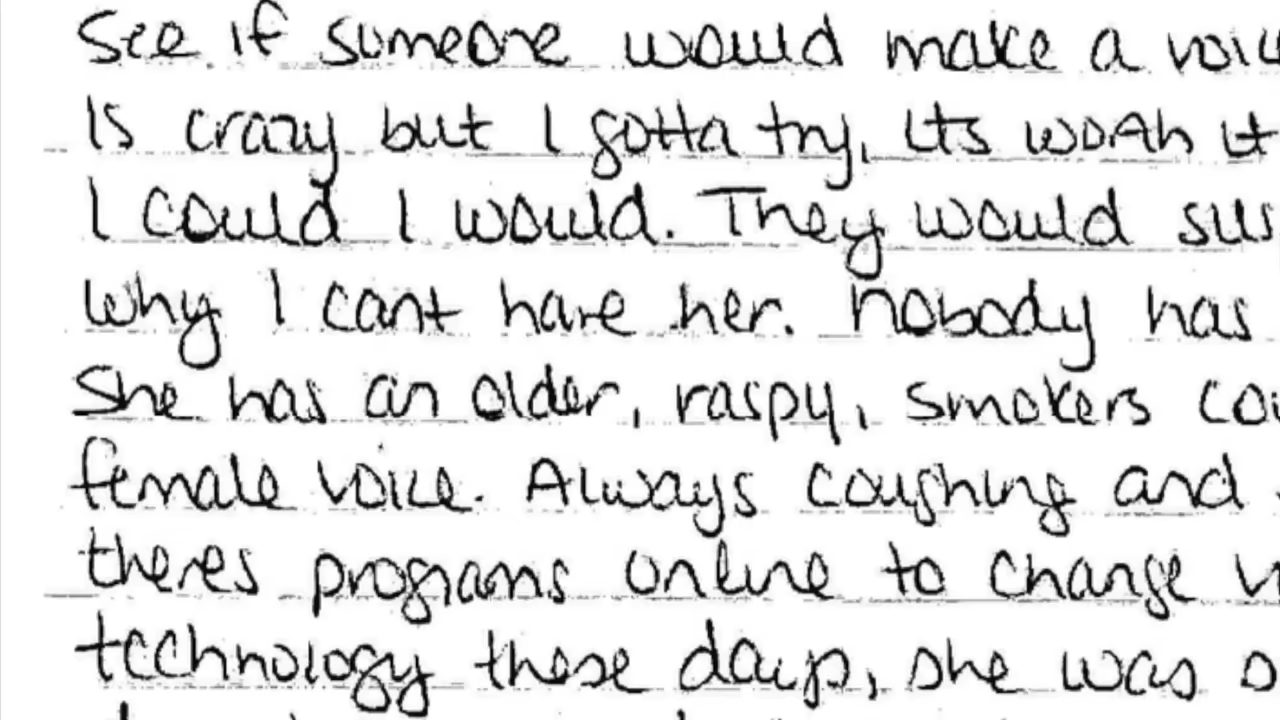 See if someone would make a voic
Is crazy but I gotta try, its worth it
I could I would. They would sus
why I cant have her. Nobody has
She has an older, raspy, smokers co
female voice. Always coughing and
theres programs online to change v
technology these days, she was s